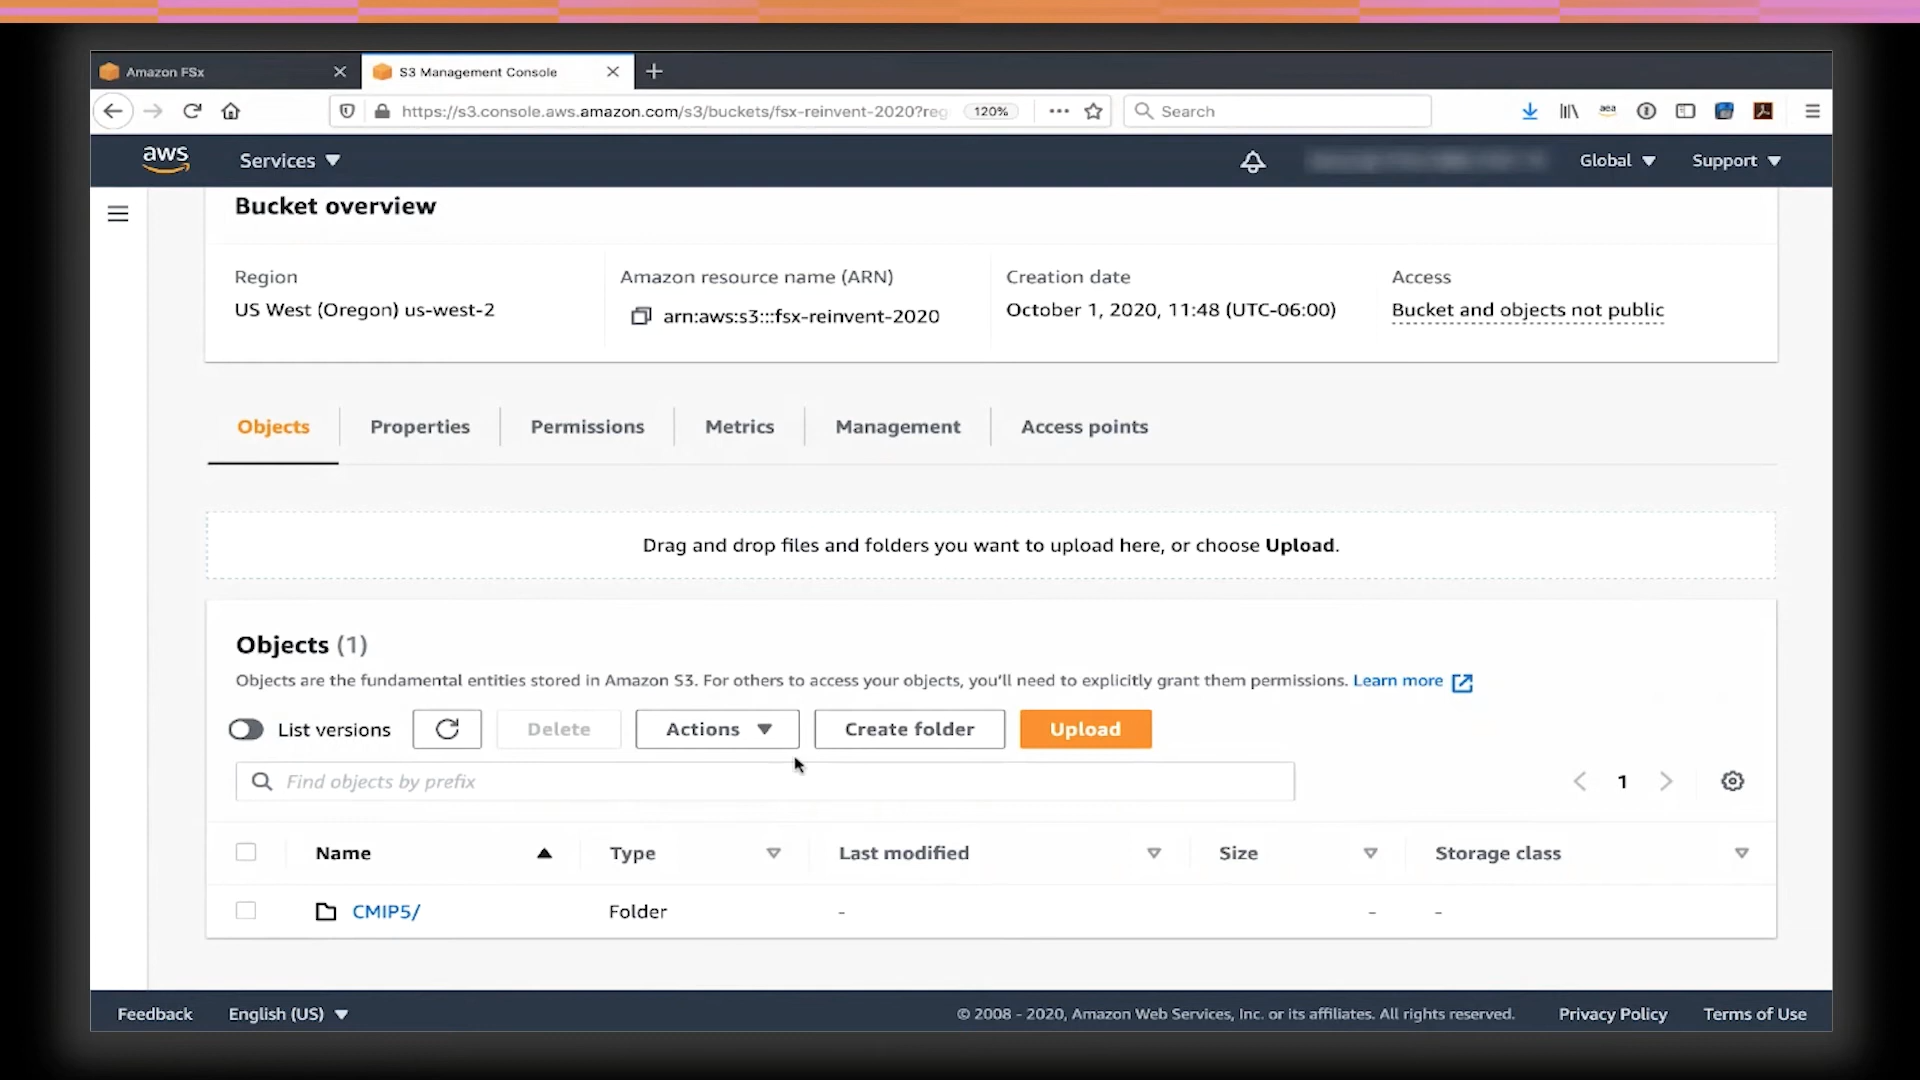 Amazon FSx
S3 Management Console
https://s3.console.aws.amazon.com/s3/buckets/fsx-reinvent-2020?reg
120%
Search
aws
Services
Global
Support
Bucket overview
Region
US West (Oregon) us-west-2
Amazon resource name (ARN)
arn:aws:s3:::fsx-reinvent-2020
Creation date
October 1, 2020, 11:48 (UTC-06:00)
Access
Bucket and objects not public
Objects
Properties
Permissions
Metrics
Management
Access points
Drag and drop files and folders you want to upload here, or choose Upload.
Objects (1)
Objects are the fundamental entities stored in Amazon S3. For others to access your objects, you'll need to explicitly grant them permissions. Learn more
List versions
Delete
Actions
Create folder
Upload
Find objects by prefix
1
Name
Type
Last modified
Size
Storage class
CMIP5/
Folder
-
-
-
Feedback
English (US)
© 2008 - 2020, Amazon Web Services, Inc. or its affiliates. All rights reserved.
Privacy Policy
Terms of Use